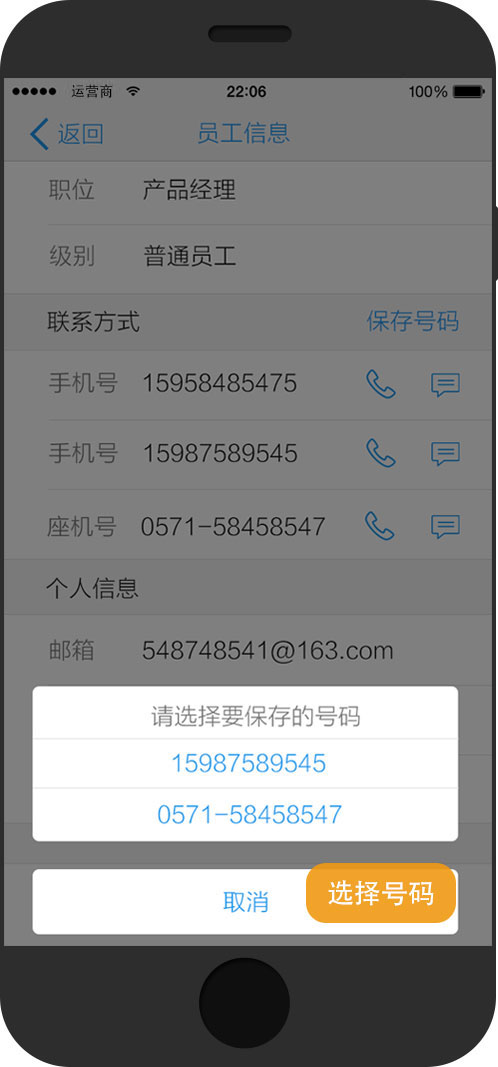 运营商 22:06 100%
返回 员工信息
职位 产品经理
级别 普通员工
联系方式 保存号码
手机号 15958485475
手机号 15987589545
座机号 0571-58458547
个人信息
邮箱 548748541@163.com
请选择要保存的号码
15987589545
0571-58458547
取消 选择号码